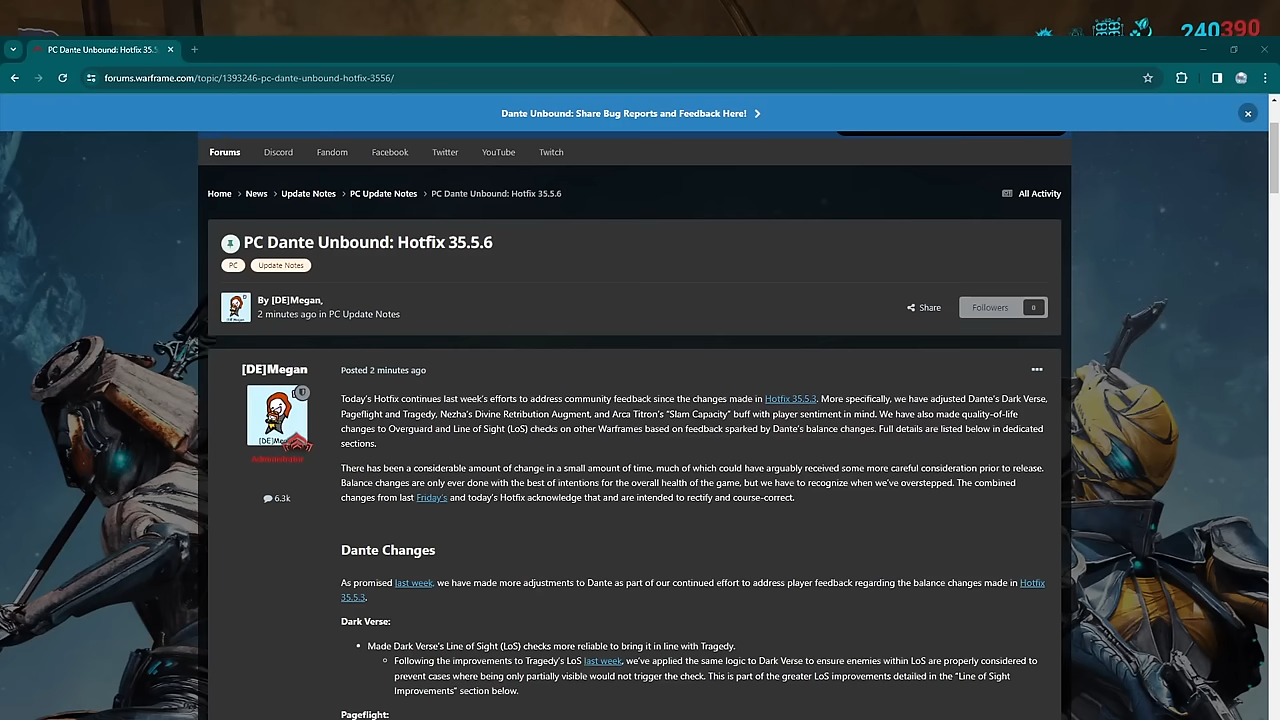 240390
PC Dante Unbound: Hotfix 35.5
forums.warframe.com/topic/1393246-pc-dante-unbound-hotfix-3556/
Dante Unbound: Share Bug Reports and Feedback Here!
Forums Discord Fandom Facebook Twitter YouTube Twitch
Home > News > Update Notes > PC Update Notes > PC Dante Unbound: Hotfix 35.5.6 All Activity
PC Dante Unbound: Hotfix 35.5.6
PC Update Notes
By [DE]Megan,
2 minutes ago in PC Update Notes
Share Followers 0
[DE]Megan
Posted 2 minutes ago
Today's Hotfix continues last week's efforts to address community feedback since the changes made in Hotfix 35.5.3. More specifically, we have adjusted Dante's Dark Verse,
Pageflight and Tragedy, Nezha's Divine Retribution Augment, and Arca Titron's "Slam Capacity" buff with player sentiment in mind. We have also made quality-of-life
changes to Overguard and Line of Sight (LoS) checks on other Warframes based on feedback sparked by Dante's balance changes. Full details are listed below in dedicated
sections.
Administrator
6.3k
There has been a considerable amount of change in a small amount of time, much of which could have arguably received some more careful consideration prior to release.
Balance changes are only ever done with the best of intentions for the overall health of the game, but we have to recognize when we've overstepped. The combined
changes from last Friday's and today's Hotfix acknowledge that and are intended to rectify and course-correct.
Dante Changes
As promised last week, we have made more adjustments to Dante as part of our continued effort to address player feedback regarding the balance changes made in Hotfix
35.5.3.
Dark Verse:
• Made Dark Verse's Line of Sight (LoS) checks more reliable to bring it in line with Tragedy.
Following the improvements to Tragedy's LoS last week, we've applied the same logic to Dark Verse to ensure enemies within LoS are properly considered to
prevent cases where being only partially visible would not trigger the check. This is part of the greater LoS improvements detailed in the "Line of Sight
Improvements" section below.
Pageflight: